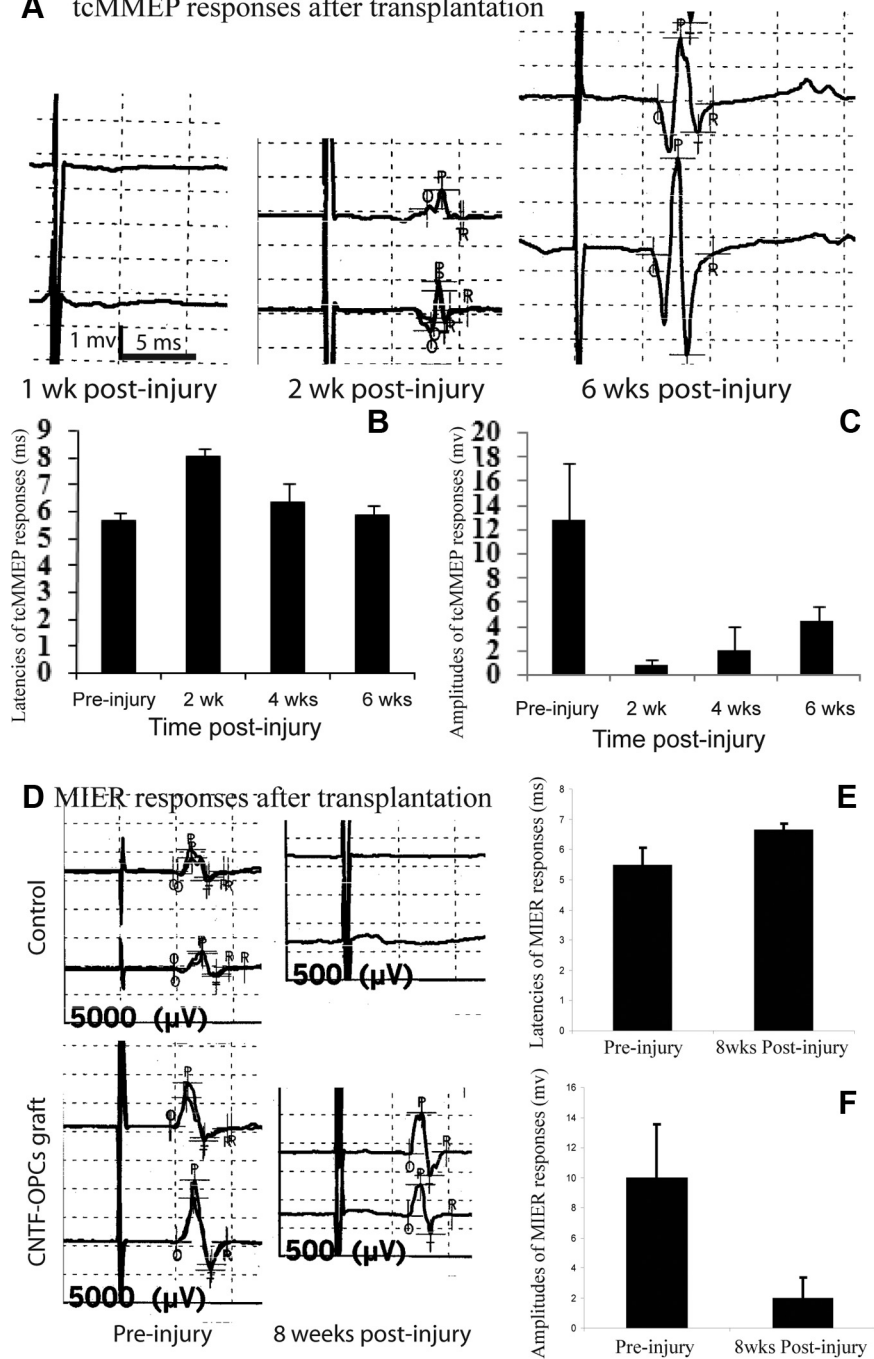 A tcMMEP responses after transplantation
P
T
O
R
T
P
O
R
P
O
R
P
R
R
O
1 mv
5 ms
1 wk post-injury
2 wk post-injury
6 wks post-injury
B
Latencies of tcMMEP responses (ms)
9
8
7
6
5
4
3
2
1
0
Pre-injury 2 wk 4 wks 6 wks
Time post-injury
C
Amplitudes of tcMMEP responses (mv)
20
18
16
14
12
10
8
6
4
2
0
Pre-injury 2 wk 4 wks 6 wks
Time post-injury
D MIER responses after transplantation
Control
P
O
R
P
O
R R
O
5000 (µV)
500 (µV)
CNTF-OPCs graft
P
O
R
P
O
R
5000 (µV)
P
O
R
T
P
O
R
T
500 (µV)
Pre-injury
8 weeks post-injury
E
Latencies of MIER responses (ms)
8
7
6
5
4
3
2
1
0
Pre-injury 8wks Post-injury
F
Amplitudes of MIER responses (mv)
16
14
12
10
8
6
4
2
0
Pre-injury 8wks Post-injury